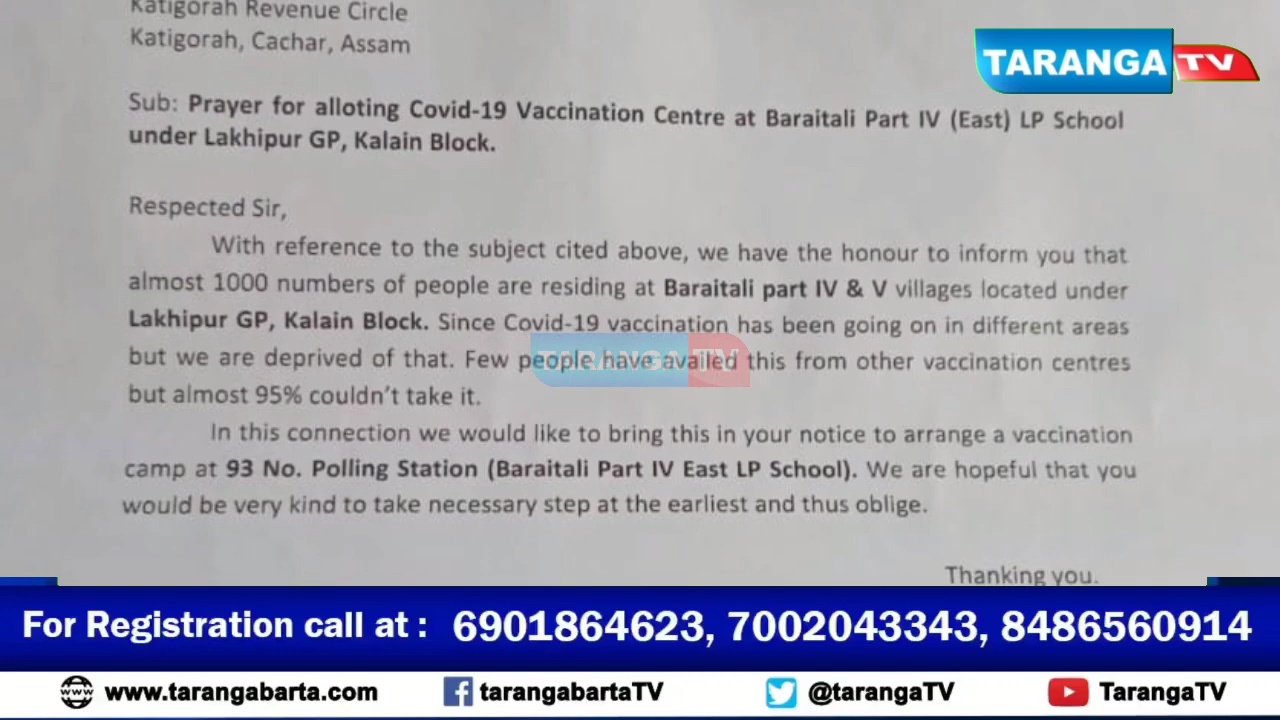 Katigorah Revenue Circle
Katigorah, Cachar, Assam
TARANGA TV
Sub: Prayer for alloting Covid-19 Vaccination Centre at Baraitali Part IV (East) LP School
under Lakhipur GP, Kalain Block.
Respected Sir,
With reference to the subject cited above, we have the honour to inform you that
almost 1000 numbers of people are residing at Baraitali part IV & V villages located under
Lakhipur GP, Kalain Block. Since Covid-19 vaccination has been going on in different areas
but we are deprived of that. Few people have availed this from other vaccination centres
TARANGA TV
but almost 95% couldn't take it.
In this connection we would like to bring this in your notice to arrange a vaccination
camp at 93 No. Polling Station (Baraitali Part IV East LP School). We are hopeful that you
would be very kind to take necessary step at the earliest and thus oblige.
Thanking you.
For Registration call at : 6901864623, 7002043343, 8486560914
www.tarangabarta.com tarangabartaTV @tarangaTV TarangaTV